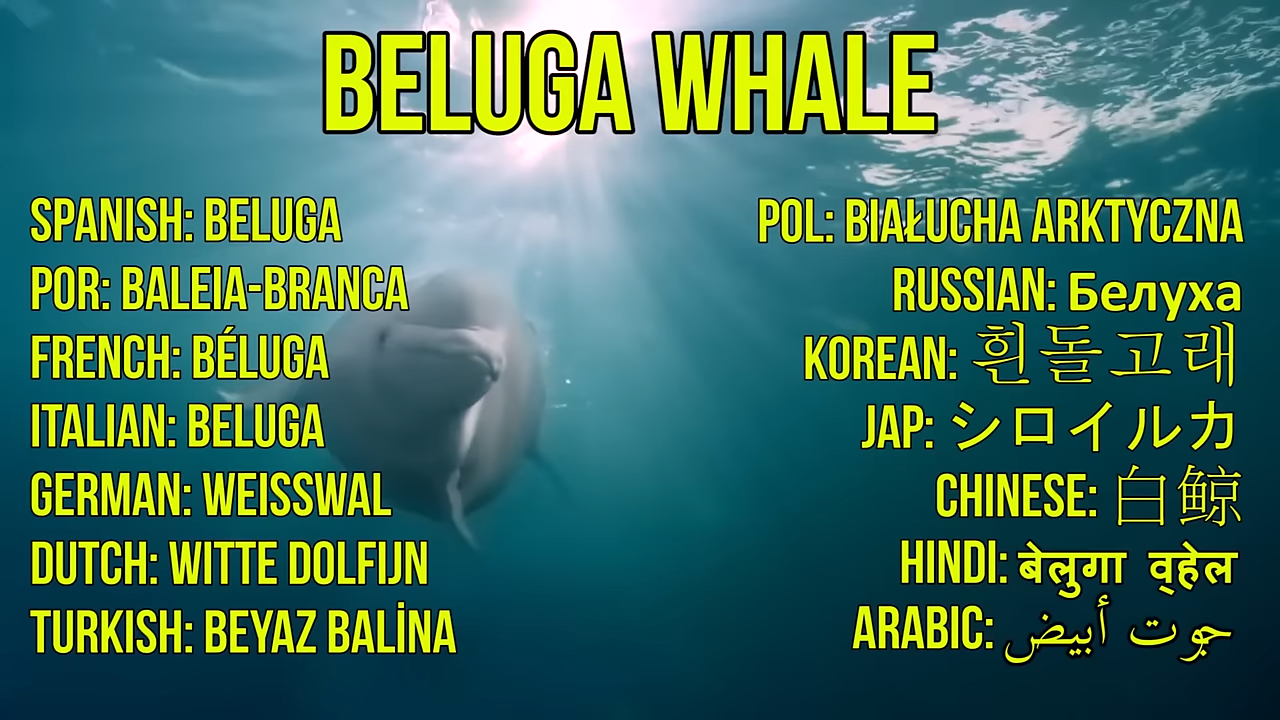 BELUGA WHALE
SPANISH: BELUGA
POR: BALEIA-BRANCA
FRENCH: BÉLUGA
ITALIAN: BELUGA
GERMAN: WEISSWAL
DUTCH: WITTE DOLFIJN
TURKISH: BEYAZ BALİNA
POL: BIAŁUCHA ARKTYCZNA
RUSSIAN: Белуха
KOREAN: 흰돌고래
JAP: シロイルカ
CHINESE: 白鲸
HINDI: बेलुगा व्हेल
ARABIC: جوت أبيض